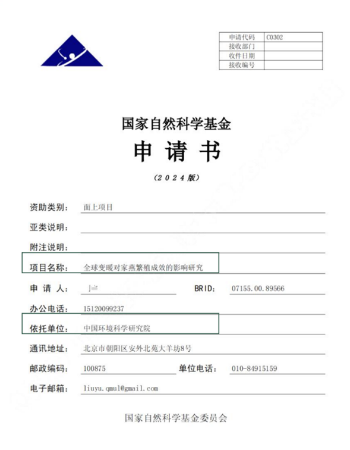 申请代码 C0302
接收部门
收件日期
接收编号
国家自然科学基金
申请书
(2024版)
资助类别: 面上项目
亚类说明:
附注说明:
项目名称: 全球变暖对家燕繁殖成效的影响研究
申请人: BRID: 07155.00.89566
办公电话: 15120099237
依托单位: 中国环境科学研究院
通讯地址: 北京市朝阳区安外北苑大羊坊8号
邮政编码: 100875 单位电话: 010-84915159
电子邮箱: liuyu.qmul@gmail.com
国家自然科学基金委员会